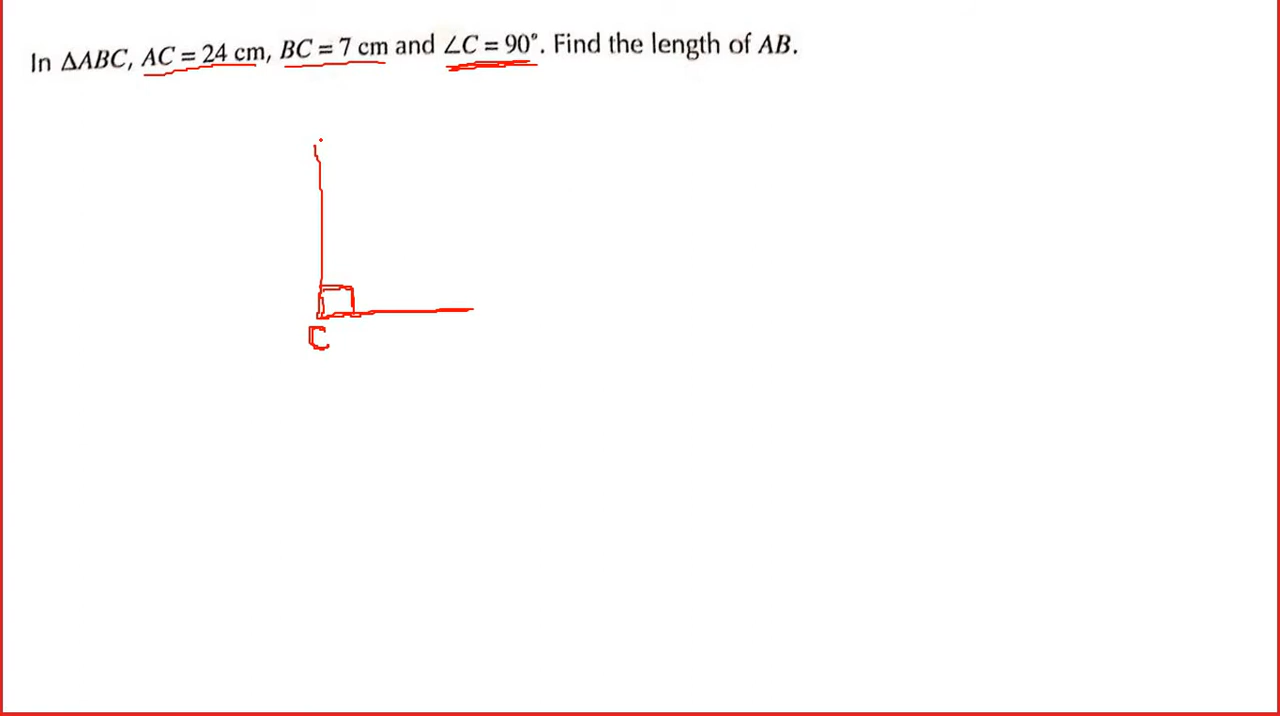 In ΔABC, AC = 24 cm, BC = 7 cm and ∠C = 90°. Find the length of AB.
C